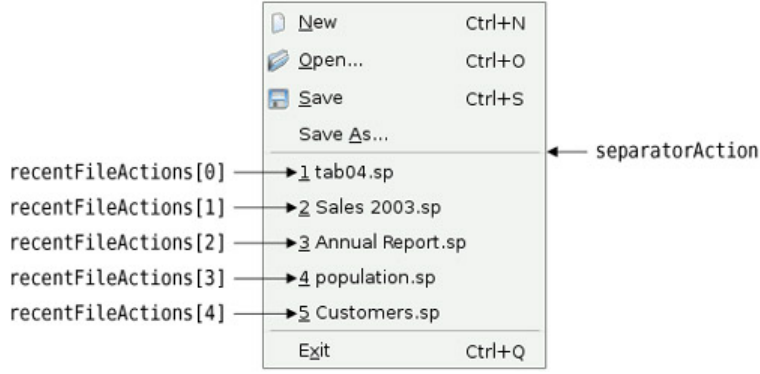 New Ctrl+N
Open... Ctrl+O
Save Ctrl+S
Save As...
separatorAction
recentFileActions[0] 1 tab04.sp
recentFileActions[1] 2 Sales 2003.sp
recentFileActions[2] 3 Annual Report.sp
recentFileActions[3] 4 population.sp
recentFileActions[4] 5 Customers.sp
Exit Ctrl+Q